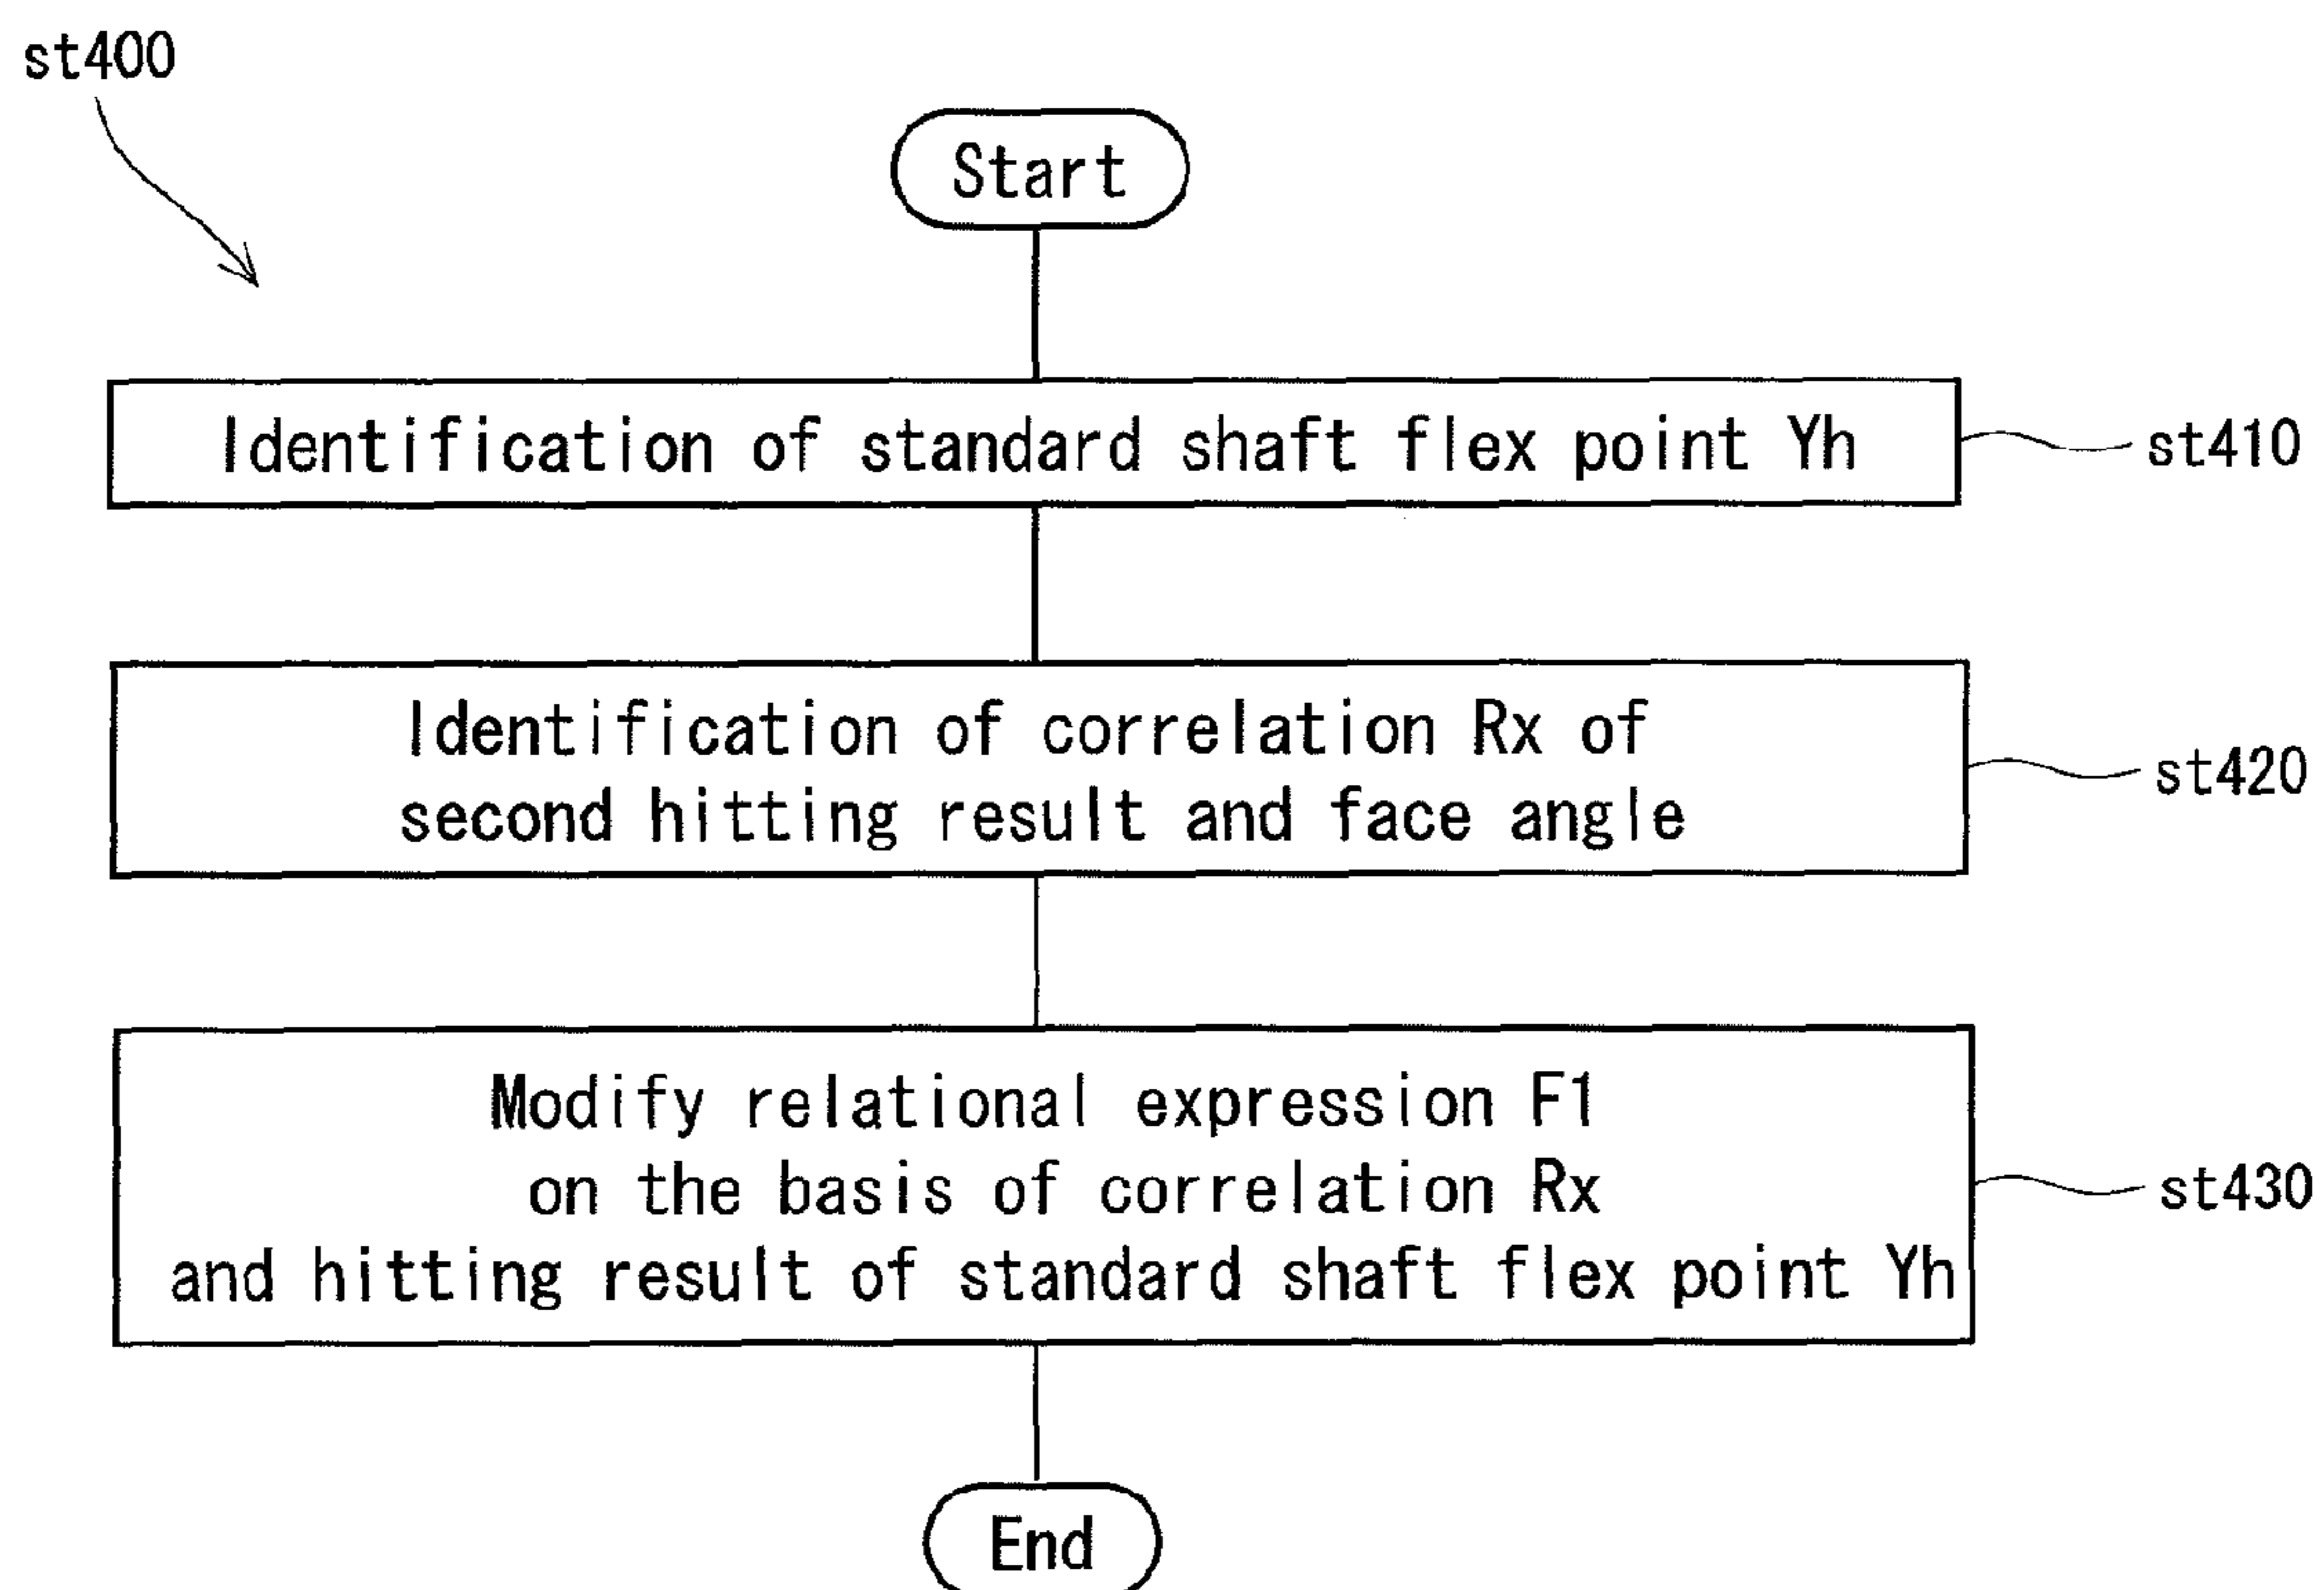 st400
Start
Identification of standard shaft flex point Yh
st410
Identification of correlation Rx of
second hitting result and face angle
st420
Modify relational expression F1
on the basis of correlation Rx
and hitting result of standard shaft flex point Yh
st430
End